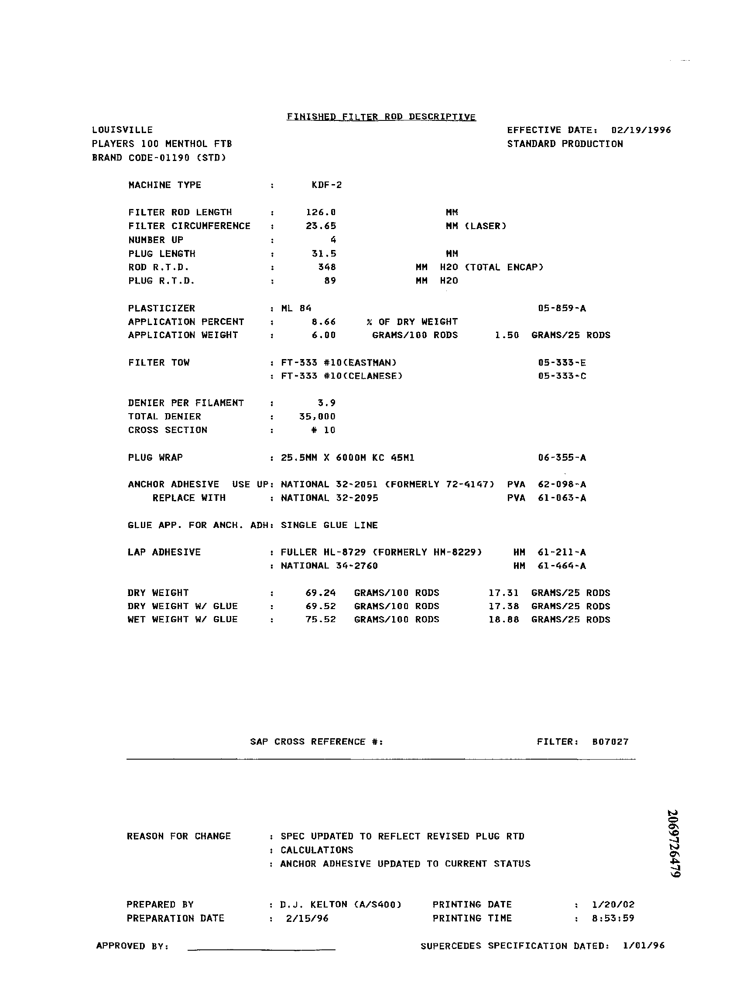 FINISHED FILTER ROD DESCRIPTIVE
LOUISVILLE EFFECTIVE DATE: 02/19/1996
PLAYERS 100 MENTHOL FTB STANDARD PRODUCTION
BRAND CODE-01190 (STD)
MACHINE TYPE : KDF-2
FILTER ROD LENGTH : 126.0 MM
FILTER CIRCUMFERENCE : 23.65 MM (LASER)
NUMBER UP : 4
PLUG LENGTH : 31.5 MM
ROD R.T.D. : 348 MM H2O (TOTAL ENCAP)
PLUG R.T.D. : 89 MM H2O
PLASTICIZER : ML 84 05-859-A
APPLICATION PERCENT : 8.66 % OF DRY WEIGHT
APPLICATION WEIGHT : 6.00 GRAMS/100 RODS 1.50 GRAMS/25 RODS
FILTER TOW : FT-333 #10(EASTMAN) 05-333-E
: FT-333 #10(CELANESE) 05-333-C
DENIER PER FILAMENT : 3.9
TOTAL DENIER : 35,000
CROSS SECTION : # 10
PLUG WRAP : 25.5MM X 6000M KC 45M1 06-355-A
ANCHOR ADHESIVE USE UP: NATIONAL 32-2051 (FORMERLY 72-4147) PVA 62-098-A
REPLACE WITH : NATIONAL 32-2095 PVA 61-063-A
GLUE APP. FOR ANCH. ADH: SINGLE GLUE LINE
LAP ADHESIVE : FULLER HL-8729 (FORMERLY HM-8229) HM 61-211-A
: NATIONAL 34-2760 HM 61-464-A
DRY WEIGHT : 69.24 GRAMS/100 RODS 17.31 GRAMS/25 RODS
DRY WEIGHT W/ GLUE : 69.52 GRAMS/100 RODS 17.38 GRAMS/25 RODS
WET WEIGHT W/ GLUE : 75.52 GRAMS/100 RODS 18.88 GRAMS/25 RODS
SAP CROSS REFERENCE #: FILTER: B07027
REASON FOR CHANGE : SPEC UPDATED TO REFLECT REVISED PLUG RTD
: CALCULATIONS
: ANCHOR ADHESIVE UPDATED TO CURRENT STATUS
2069726479
PREPARED BY : D.J. KELTON (A/S400) PRINTING DATE : 1/20/02
PREPARATION DATE : 2/15/96 PRINTING TIME : 8:53:59
APPROVED BY: SUPERCEDES SPECIFICATION DATED: 1/01/96